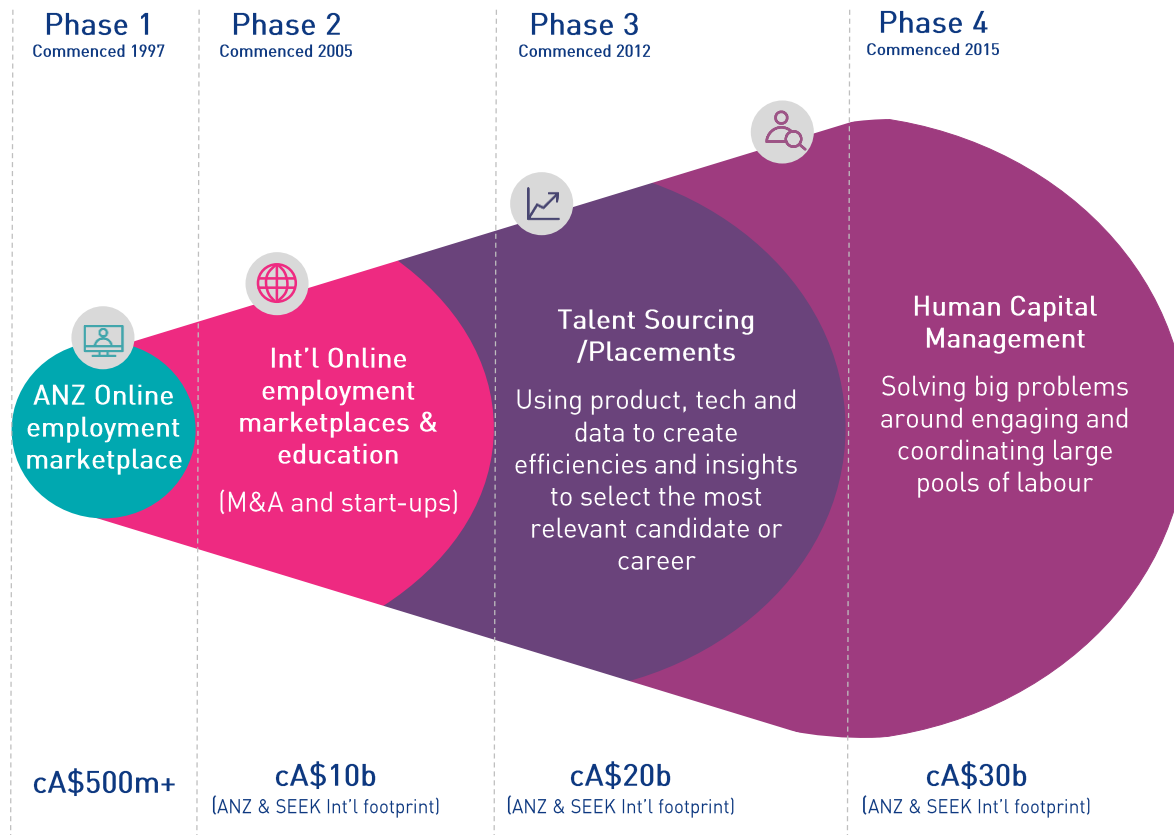 Phase 1
Commenced 1997
Phase 2
Commenced 2005
Phase 3
Commenced 2012
Phase 4
Commenced 2015
ANZ Online
employment
marketplace
Int’l Online
employment
marketplaces &
education
(M&A and start-ups)
Talent Sourcing
/Placements
Using product, tech and
data to create
efficiencies and insights
to select the most
relevant candidate or
career
Human Capital
Management
Solving big problems
around engaging and
coordinating large
pools of labour
cA$500m+
cA$10b
(ANZ & SEEK Int’l footprint)
cA$20b
(ANZ & SEEK Int’l footprint)
cA$30b
(ANZ & SEEK Int’l footprint)